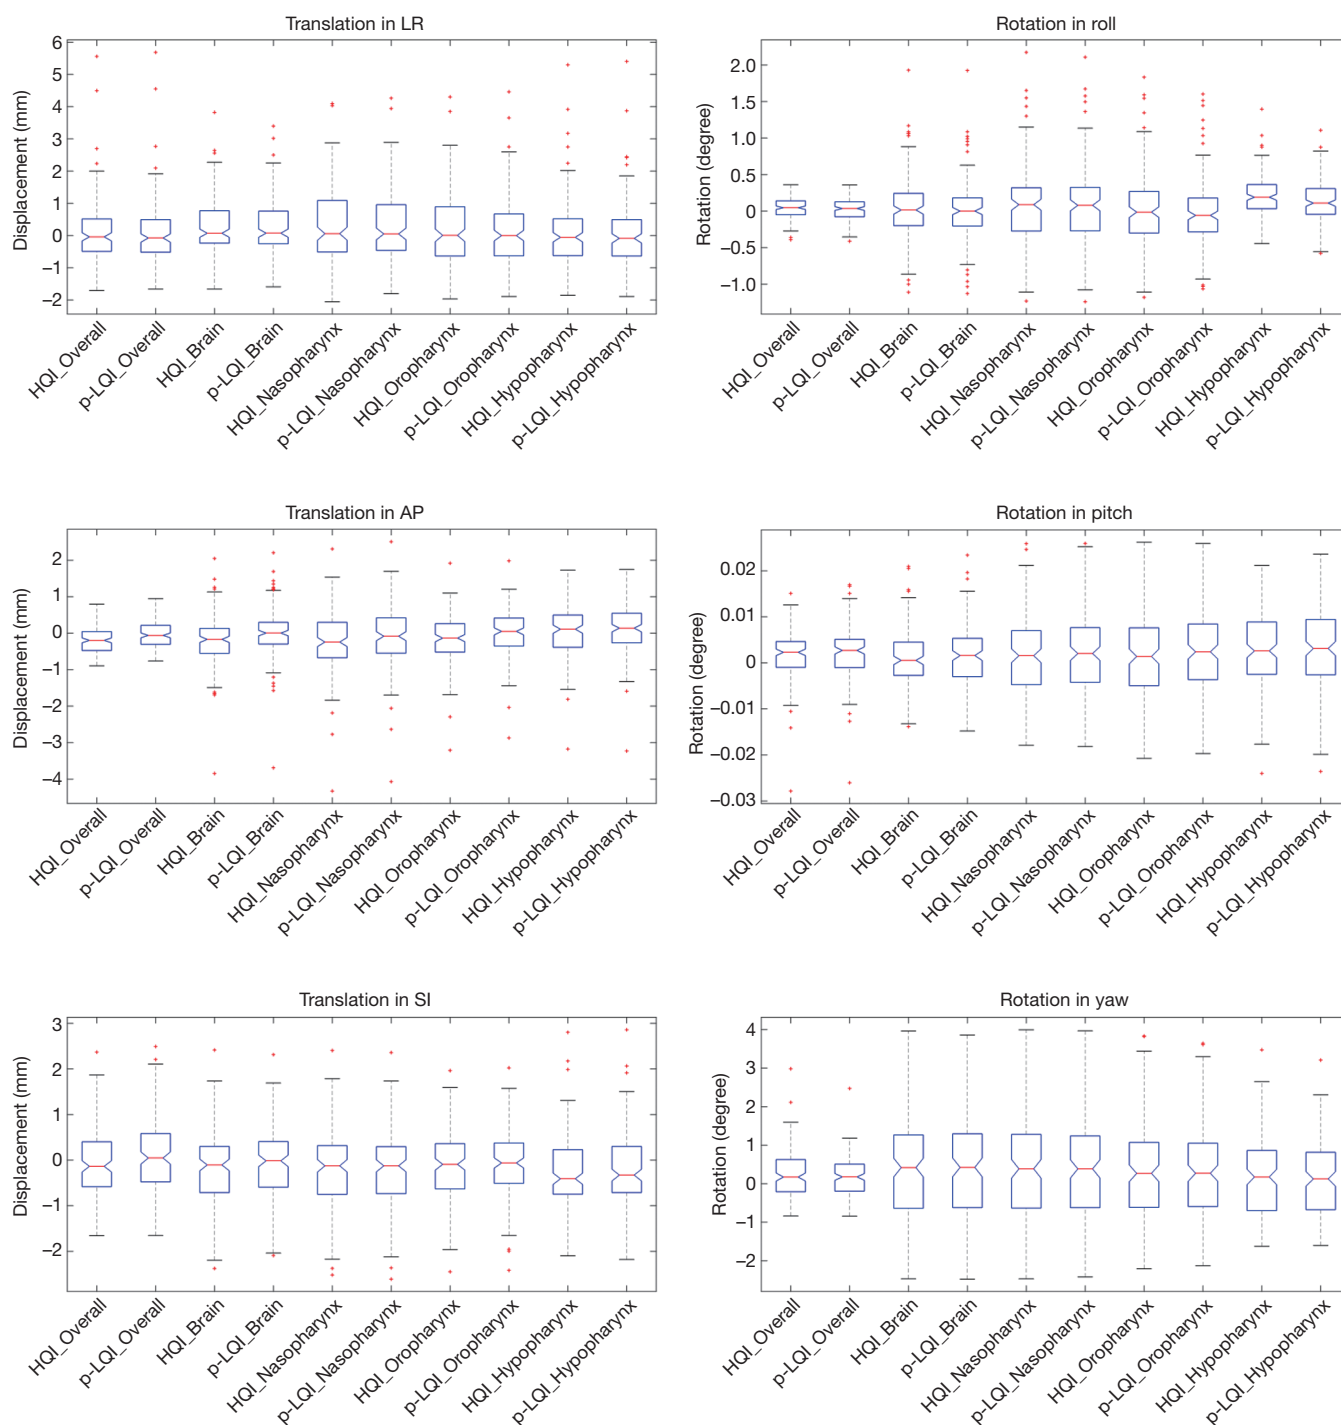 Translation in LR
Displacement (mm)
6
5
4
3
2
1
0
−1
−2
HQI_Overall
p-LQI_Overall
HQI_Brain
p-LQI_Brain
HQI_Nasopharynx
p-LQI_Nasopharynx
HQI_Oropharynx
p-LQI_Oropharynx
HQI_Hypopharynx
p-LQI_Hypopharynx
Rotation in roll
Rotation (degree)
2.0
1.5
1.0
0.5
0
−0.5
−1.0
HQI_Overall
p-LQI_Overall
HQI_Brain
p-LQI_Brain
HQI_Nasopharynx
p-LQI_Nasopharynx
HQI_Oropharynx
p-LQI_Oropharynx
HQI_Hypopharynx
p-LQI_Hypopharynx
Translation in AP
Displacement (mm)
2
1
0
−1
−2
−3
−4
HQI_Overall
p-LQI_Overall
HQI_Brain
p-LQI_Brain
HQI_Nasopharynx
p-LQI_Nasopharynx
HQI_Oropharynx
p-LQI_Oropharynx
HQI_Hypopharynx
p-LQI_Hypopharynx
Rotation in pitch
Rotation (degree)
0.02
0.01
0
−0.01
−0.02
−0.03
HQI_Overall
p-LQI_Overall
HQI_Brain
p-LQI_Brain
HQI_Nasopharynx
p-LQI_Nasopharynx
HQI_Oropharynx
p-LQI_Oropharynx
HQI_Hypopharynx
p-LQI_Hypopharynx
Translation in SI
Displacement (mm)
3
2
1
0
−1
−2
HQI_Overall
p-LQI_Overall
HQI_Brain
p-LQI_Brain
HQI_Nasopharynx
p-LQI_Nasopharynx
HQI_Oropharynx
p-LQI_Oropharynx
HQI_Hypopharynx
p-LQI_Hypopharynx
Rotation in yaw
Rotation (degree)
4
3
2
1
0
−1
−2
HQI_Overall
p-LQI_Overall
HQI_Brain
p-LQI_Brain
HQI_Nasopharynx
p-LQI_Nasopharynx
HQI_Oropharynx
p-LQI_Oropharynx
HQI_Hypopharynx
p-LQI_Hypopharynx